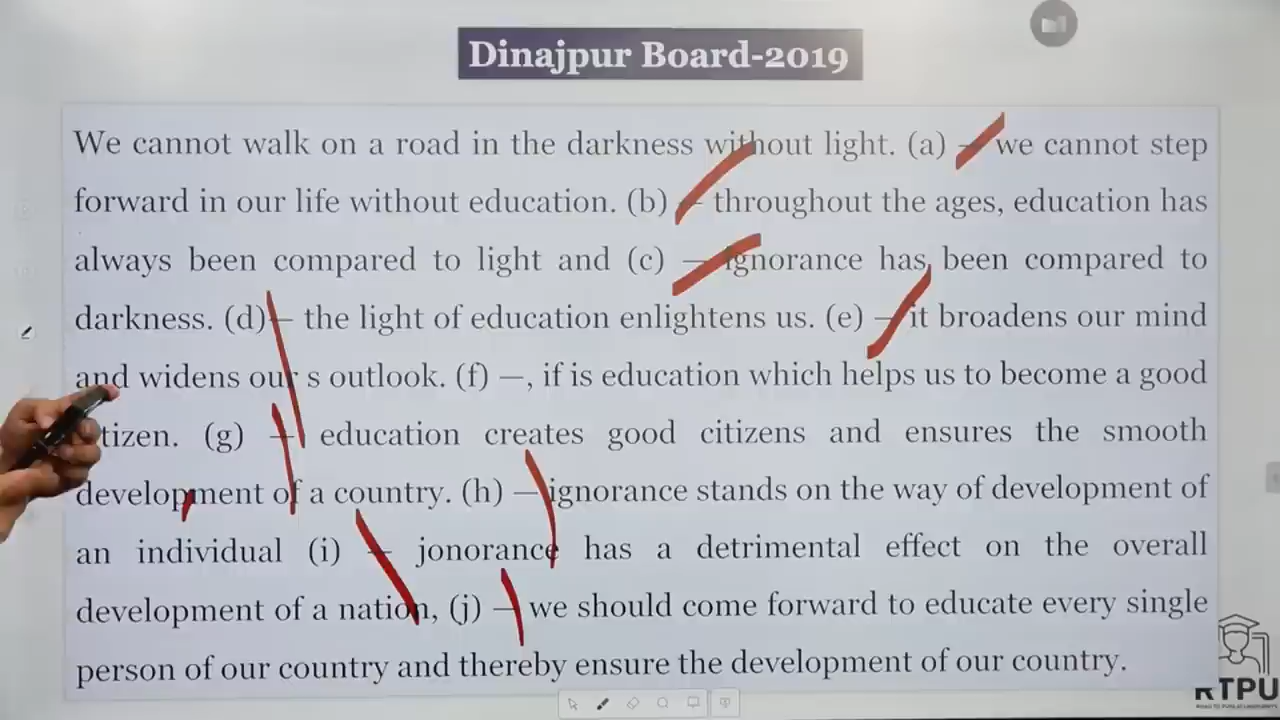 Dinajpur Board-2019
We cannot walk on a road in the darkness without light. (a) — we cannot step
forward in our life without education. (b) — throughout the ages, education has
always been compared to light and (c) — ignorance has been compared to
darkness. (d)— the light of education enlightens us. (e) — it broadens our mind
and widens our s outlook. (f) —, if is education which helps us to become a good
tizen. (g) — education creates good citizens and ensures the smooth
development of a country. (h) — ignorance stands on the way of development of
an individual (i) — jonorance has a detrimental effect on the overall
development of a nation, (j) — we should come forward to educate every single
person of our country and thereby ensure the development of our country.
RTPU